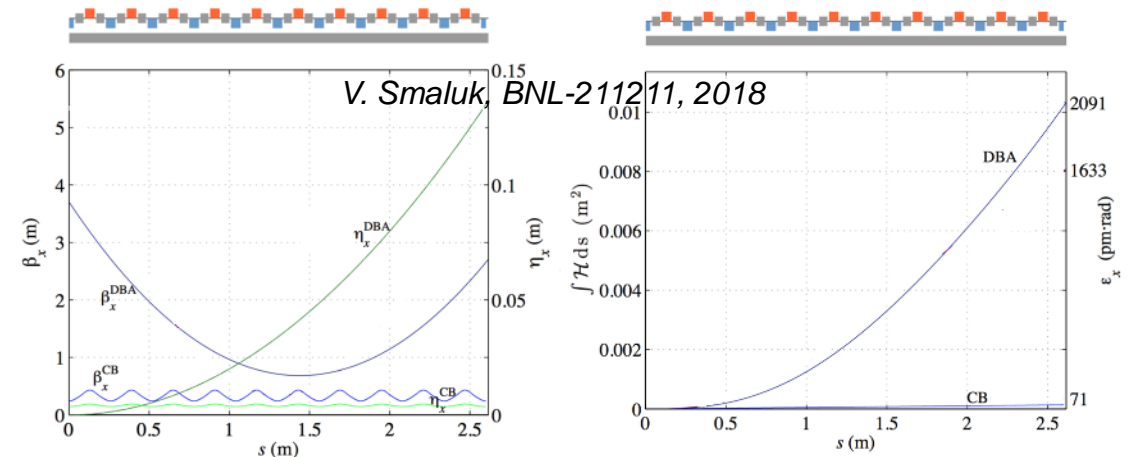 V. Smaluk, BNL-211211, 2018
6
5
4
3
2
1
0
β_x (m)
β_x^DBA
η_x^DBA
β_x^CB
η_x^CB
0.15
0.1
0.05
0
η_x (m)
0 0.5 1 1.5 2 2.5
s (m)
0.01
0.008
0.006
0.004
0.002
0
∫ℋds (m²)
DBA
CB
2091
1633
71
ε_x (pm·rad)
0 0.5 1 1.5 2 2.5
s (m)